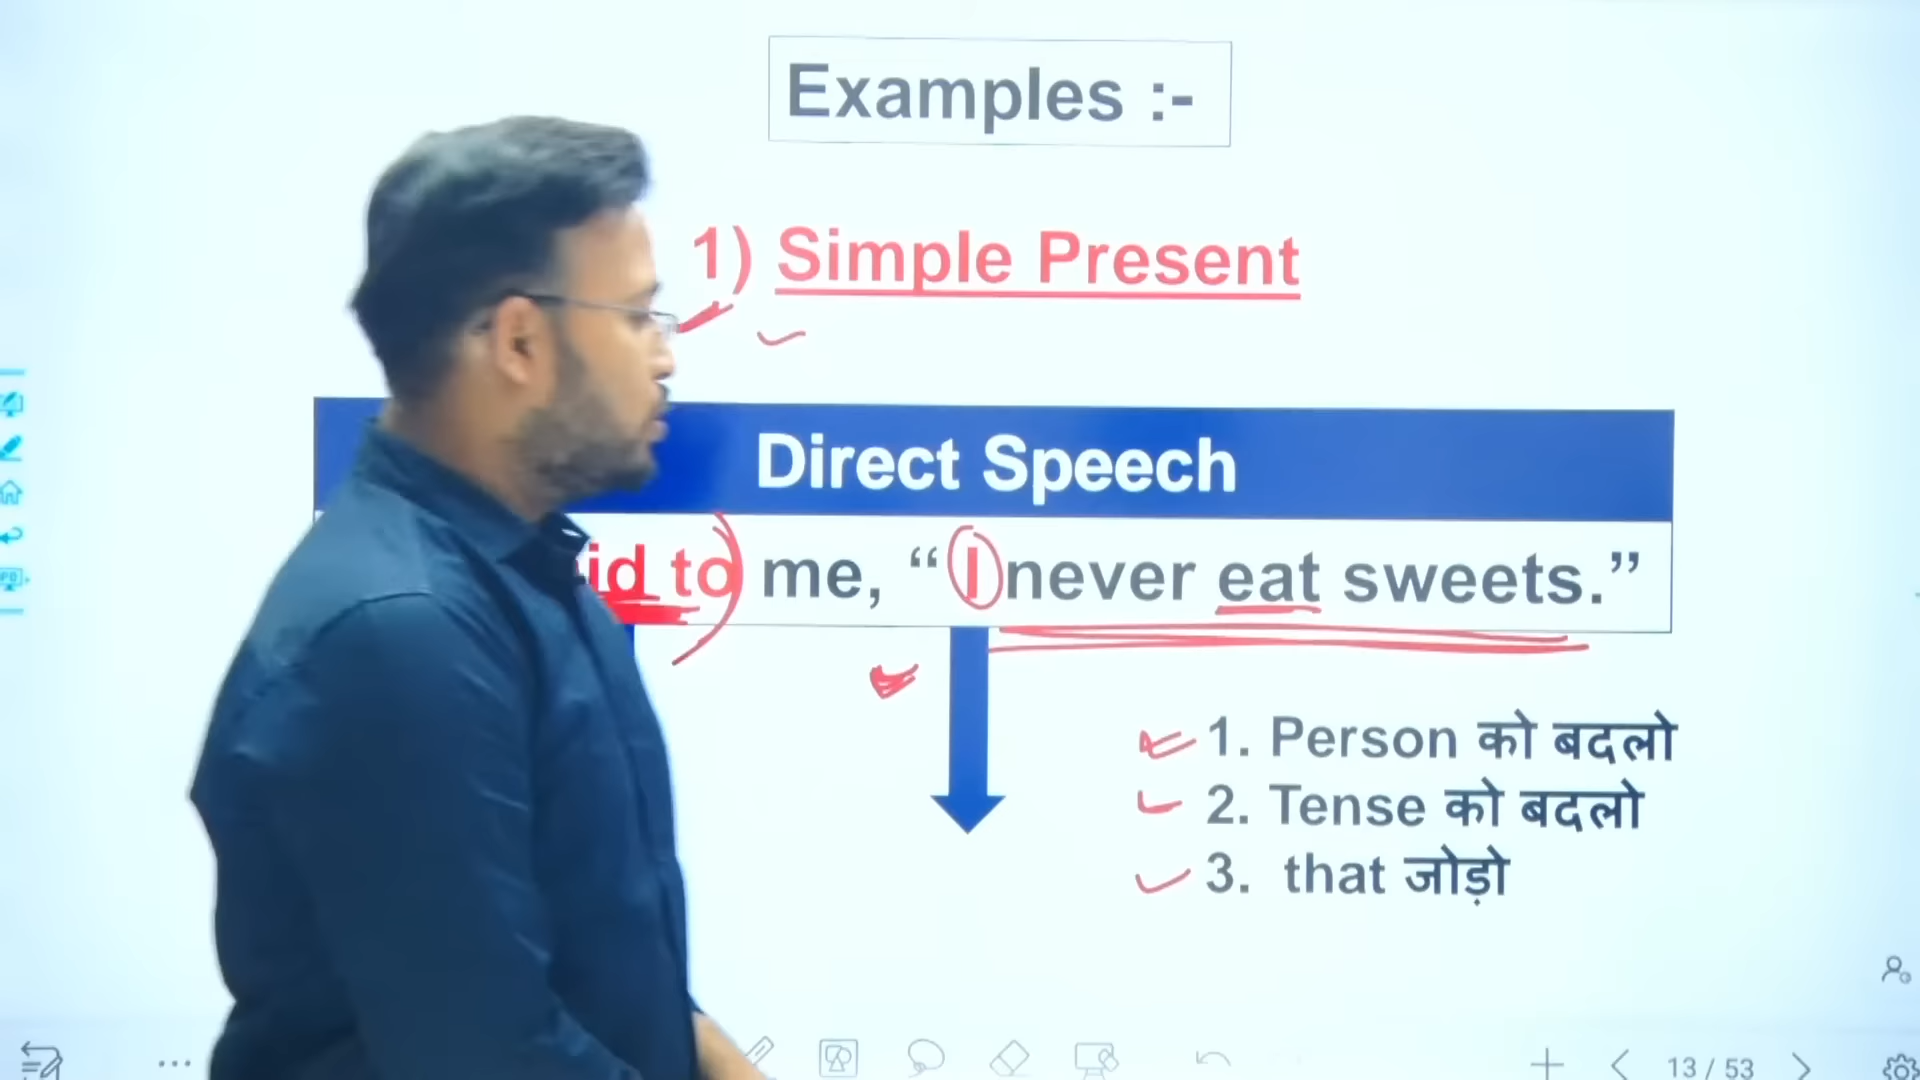 Examples :-
1) Simple Present
Direct Speech
to me, “I never eat sweets.”
1. Person को बदलो
2. Tense को बदलो
3. that जोड़ो
13 / 53